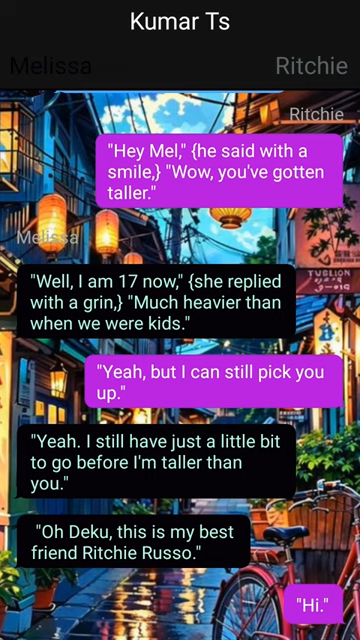 Kumar Ts
Melissa
Ritchie
Ritchie
"Hey Mel," {he said with a
smile,} "Wow, you've gotten
taller."
Melissa
"Well, I am 17 now," {she replied
with a grin,} "Much heavier than
when we were kids."
"Yeah, but I can still pick you
up."
"Yeah. I still have just a little bit
to go before I'm taller than
you."
"Oh Deku, this is my best
friend Ritchie Russo."
"Hi."